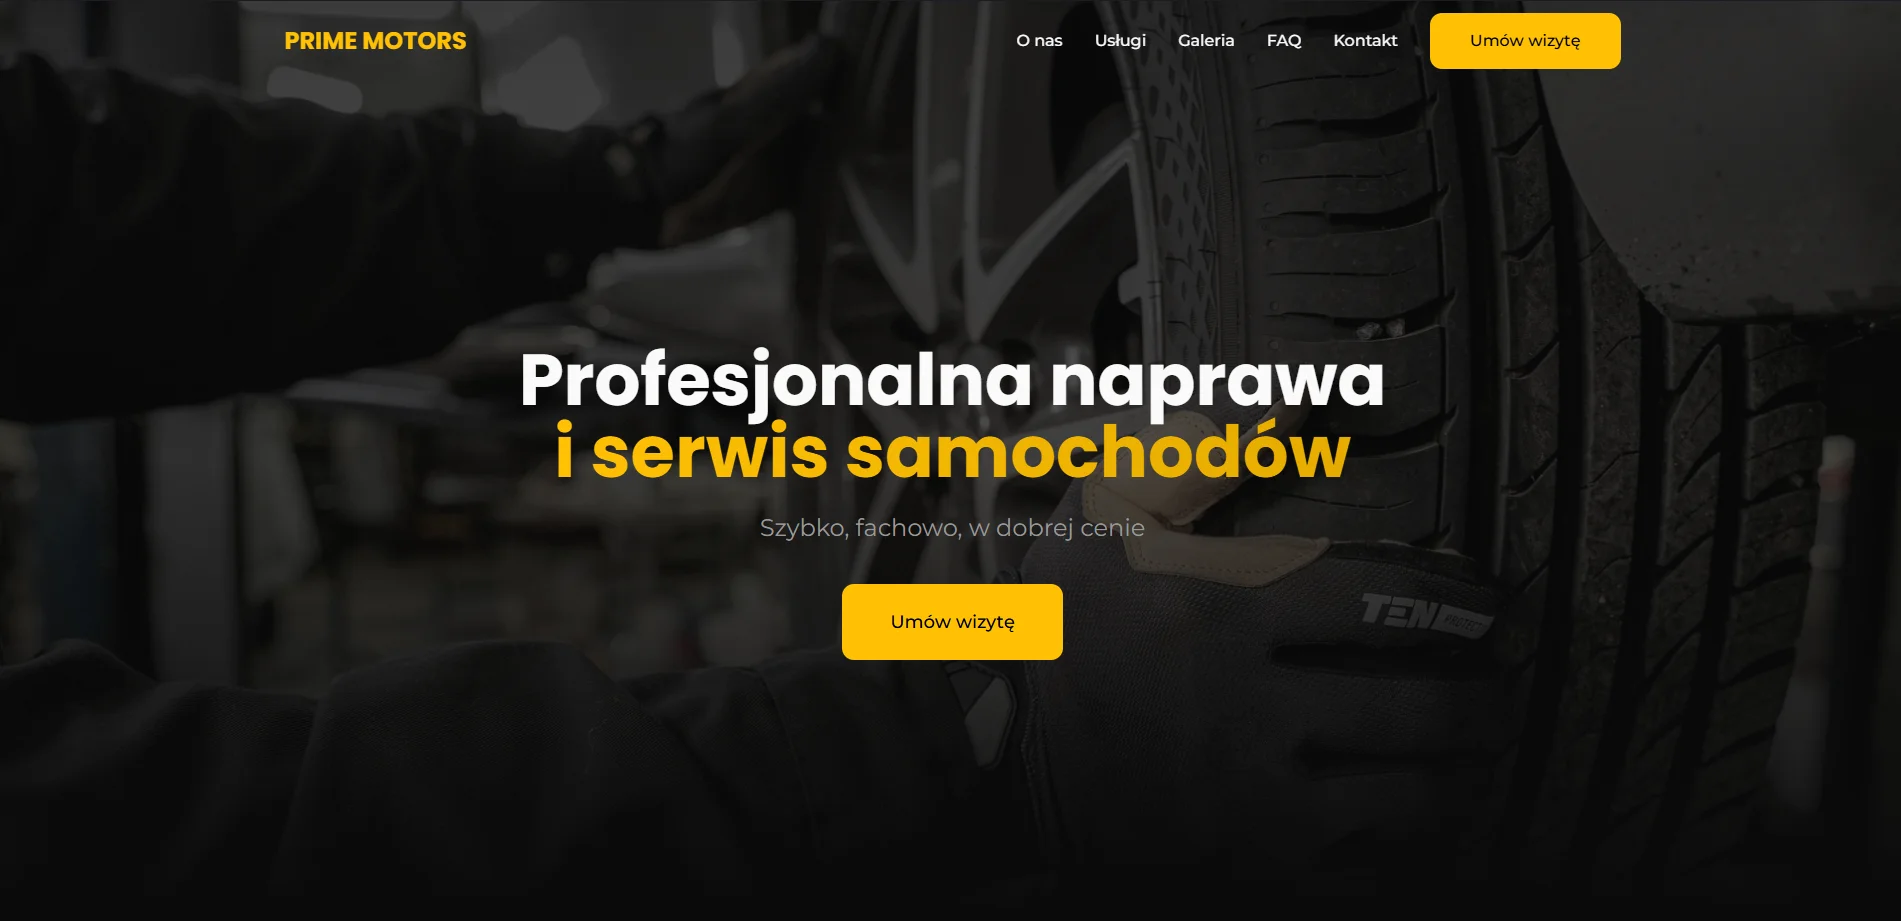 PRIME MOTORS
O nas Usługi Galeria FAQ Kontakt Umów wizytę
Profesjonalna naprawa
i serwis samochodów
Szybko, fachowo, w dobrej cenie
Umów wizytę
TEN PROTECT